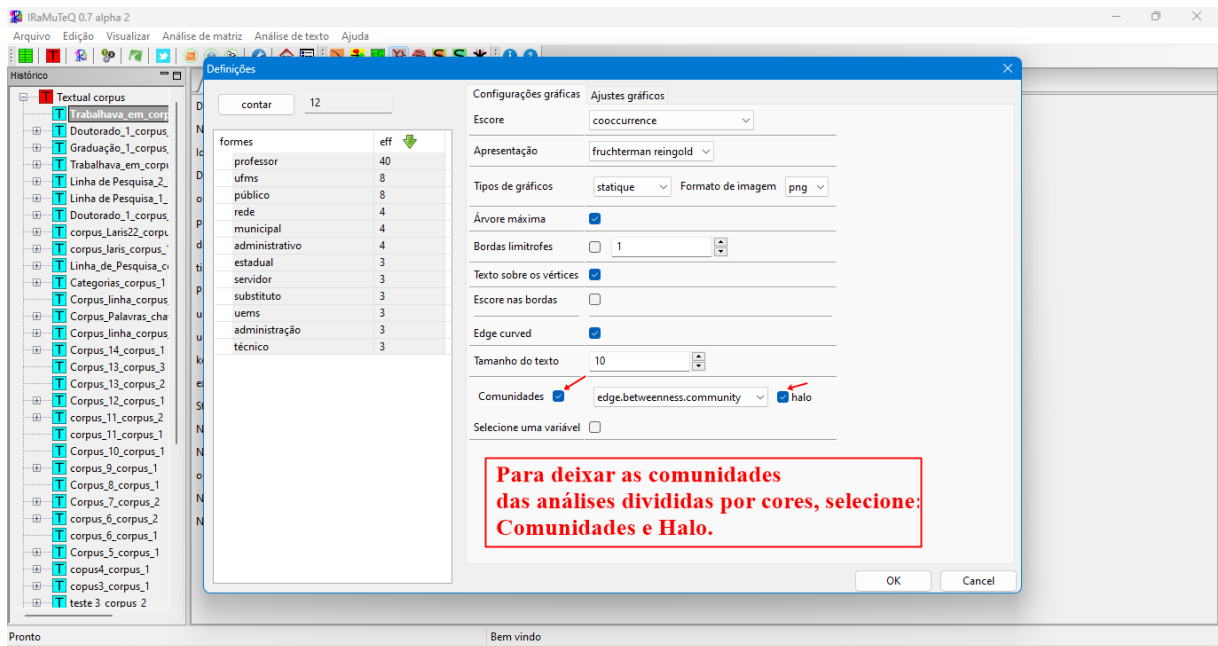 IRaMuTeQ 0.7 alpha 2
Arquivo Edição Visualizar Análise de matriz Análise de texto Ajuda
Histórico
Textual corpus
Trabalhava_em_corp
Doutorado_1_corpus_
Graduação_1_corpus_
Trabalhava_em_corpu
Linha de Pesquisa_2_
Linha de Pesquisa_1_
Doutorado_1_corpus_
corpus_Laris22_corpu
corpus_laris_corpus_
Linha_de_Pesquisa_c
Categorias_corpus_1
Corpus_linha_corpus_
Corpus_Palavras_cha
Corpus_linha_corpus_
Corpus_14_corpus_1
Corpus_13_corpus_3
Corpus_13_corpus_2
Corpus_12_corpus_1
corpus_11_corpus_2
corpus_11_corpus_1
Corpus_10_corpus_1
corpus_9_corpus_1
Corpus_8_corpus_1
Corpus_7_corpus_2
corpus_6_corpus_2
corpus_6_corpus_1
Corpus_5_corpus_1
copus4_corpus_1
copus3_corpus_1
teste 3 corpus 2
Definições
contar 12
formes eff
professor 40
ufms 8
público 8
rede 4
municipal 4
administrativo 4
estadual 3
servidor 3
substituto 3
uems 3
administração 3
técnico 3
Configurações gráficas Ajustes gráficos
Escore cooccurrence
Apresentação fruchterman reingold
Tipos de gráficos statique Formato de imagem png
Árvore máxima
Bordas limitrofes 1
Texto sobre os vértices
Escore nas bordas
Edge curved
Tamanho do texto 10
Comunidades edge.betweenness.community halo
Selecione uma variável
Para deixar as comunidades
das análises divididas por cores, selecione:
Comunidades e Halo.
OK Cancel
Pronto Bem vindo